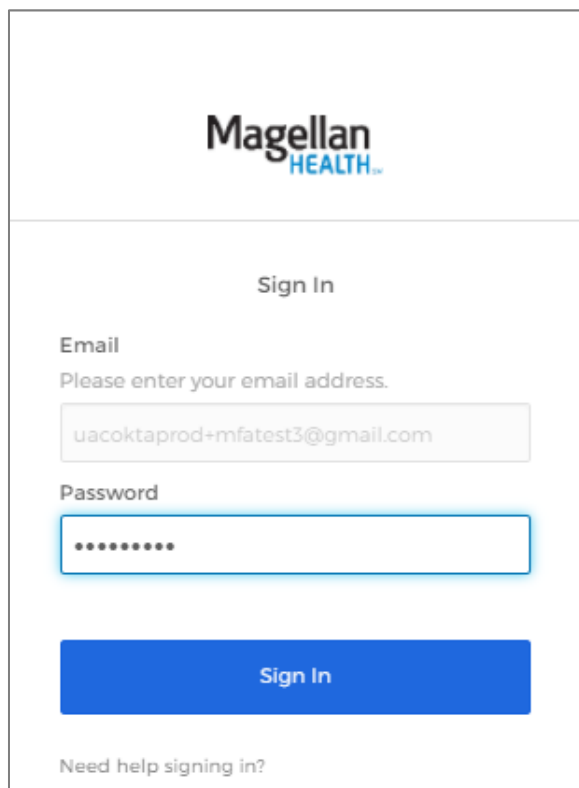 Magellan
HEALTH
Sign In
Email
Please enter your email address.
uacoktaprod+mfatest3@gmail.com
Password
•••••••••
Sign In
Need help signing in?